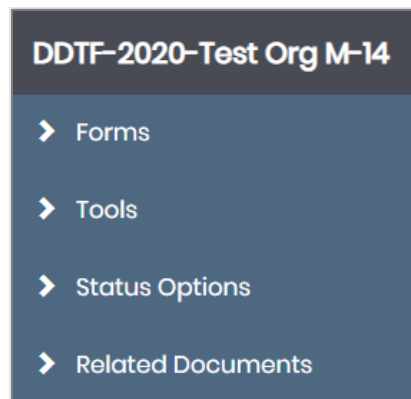 DDTF-2020-Test Org M-14
Forms
Tools
Status Options
Related Documents